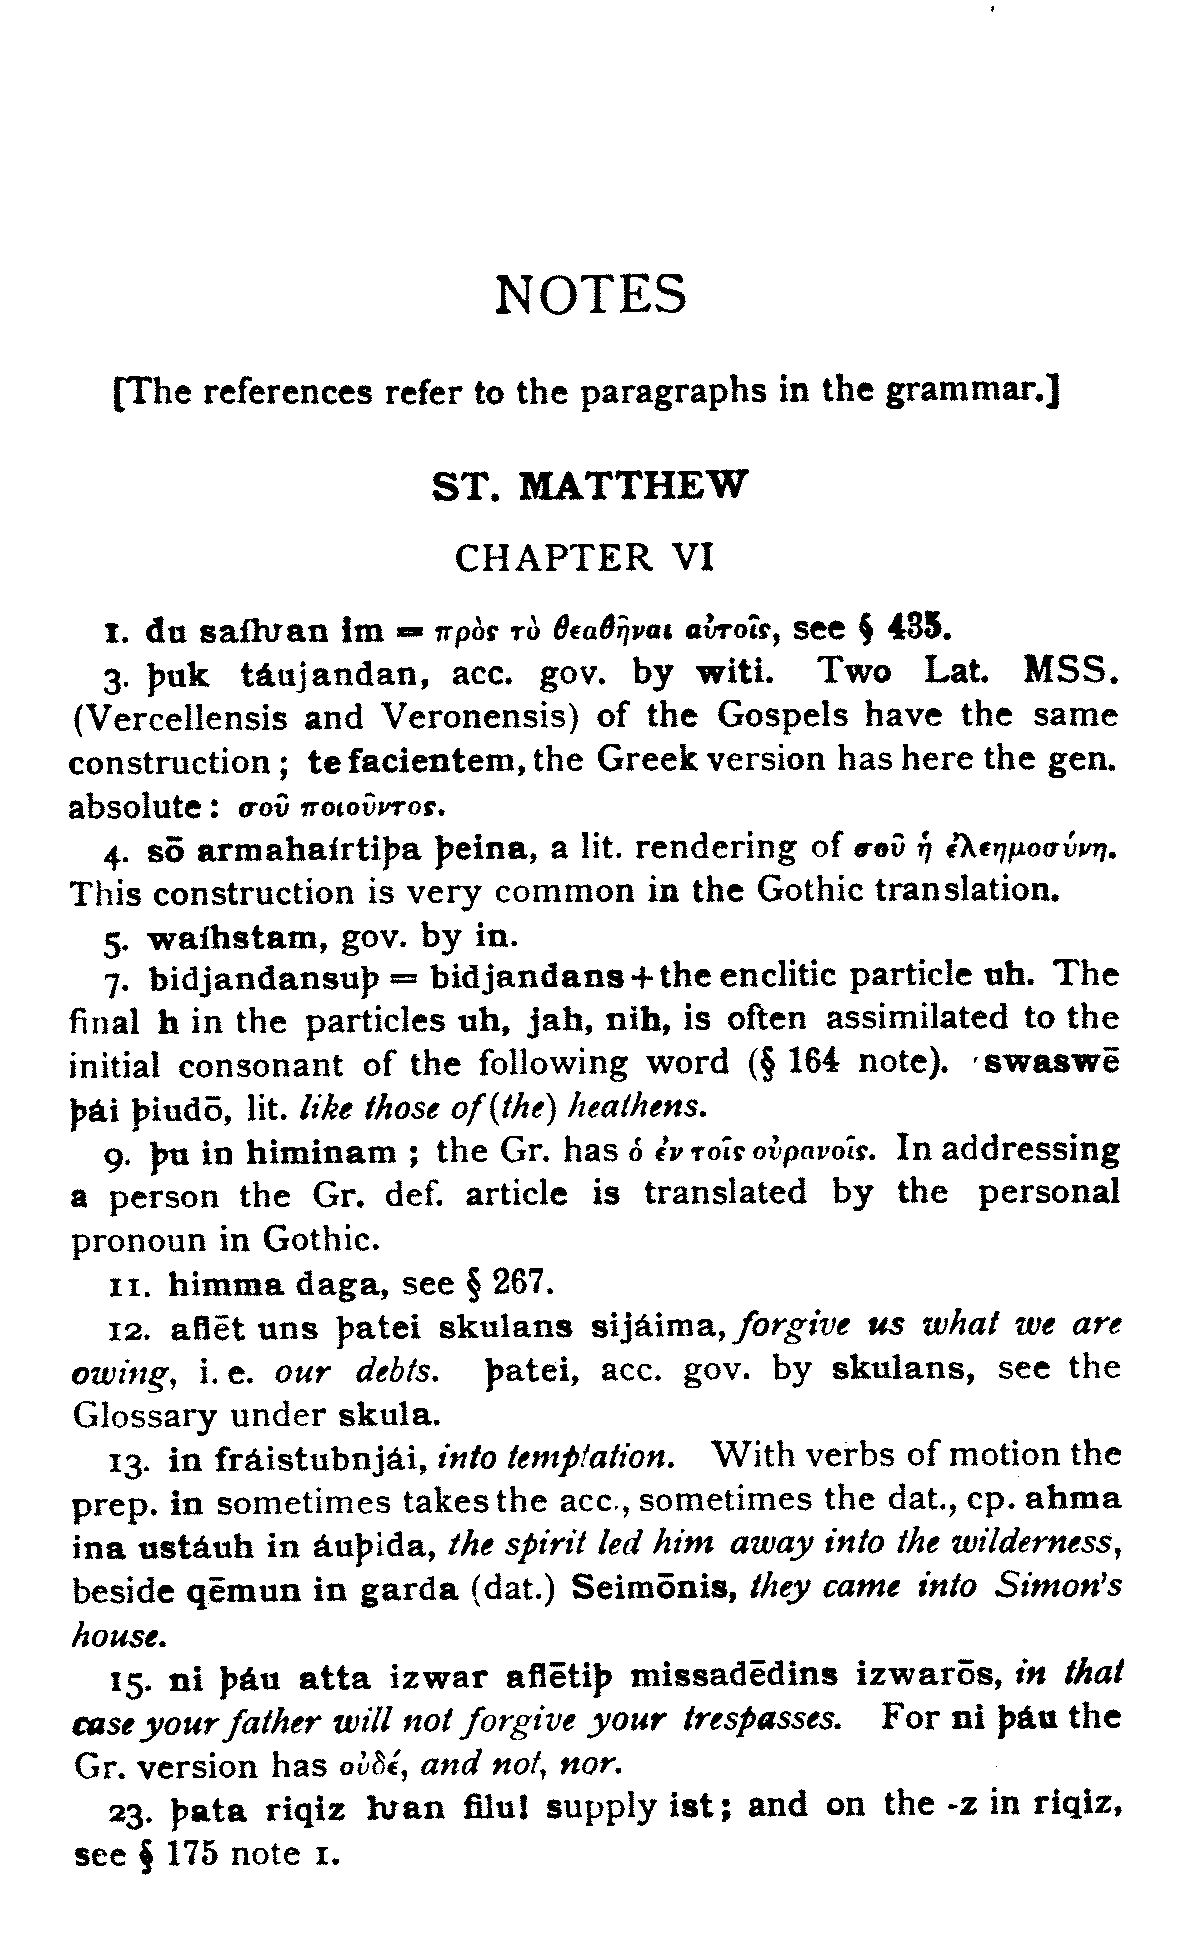 NOTES
[The references refer to the paragraphs in the grammar.]
ST. MATTHEW
CHAPTER VI
1. du saíƕan im = πρὸς τὸ θεαθῆναι αὐτοῖς, see § 435.
3. þuk táujandan, acc. gov. by witi. Two Lat. MSS.
(Vercellensis and Veronensis) of the Gospels have the same
construction; te facientem, the Greek version has here the gen.
absolute: σοῦ ποιοῦντος.
4. sō armahaírtiþa þeina, a lit. rendering of σοῦ ἡ ἐλεημοσύνη.
This construction is very common in the Gothic translation.
5. waíhstam, gov. by in.
7. bidjandansuþ = bidjandans + the enclitic particle uh. The
final h in the particles uh, jah, nih, is often assimilated to the
initial consonant of the following word (§ 164 note). swaswē
þái þiudō, lit. like those of (the) heathens.
9. þu in himinam; the Gr. has ὁ ἐν τοῖς οὐρανοῖς. In addressing
a person the Gr. def. article is translated by the personal
pronoun in Gothic.
11. himma daga, see § 267.
12. aflēt uns þatei skulans sijáima, forgive us what we are
owing, i. e. our debts. þatei, acc. gov. by skulans, see the
Glossary under skula.
13. in fráistubnjái, into temptation. With verbs of motion the
prep. in sometimes takes the acc., sometimes the dat., cp. ahma
ina ustáuh in áuþida, the spirit led him away into the wilderness,
beside qēmun in garda (dat.) Seimōnis, they came into Simon's
house.
15. ni þáu atta izwar aflētiþ missadēdins izwarōs, in that
case your father will not forgive your trespasses. For ni þáu the
Gr. version has οὐδέ, and not, nor.
23. þata riqiz ƕan filu! supply ist; and on the -z in riqiz,
see § 175 note 1.